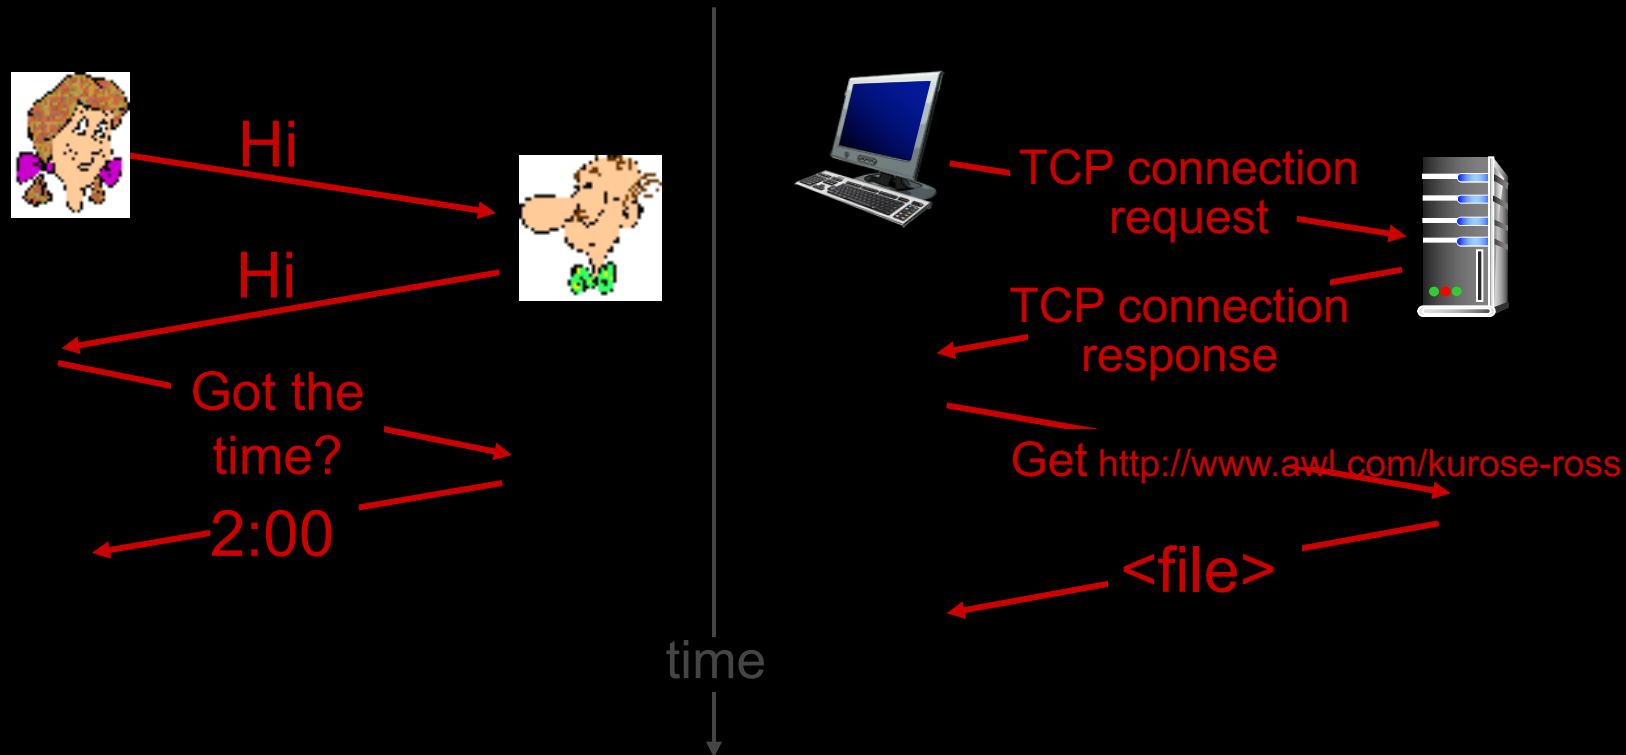 Hi
Hi
Got the
time?
2:00
TCP connection
request
TCP connection
response
Get http://www.awl.com/kurose-ross
<file>
time